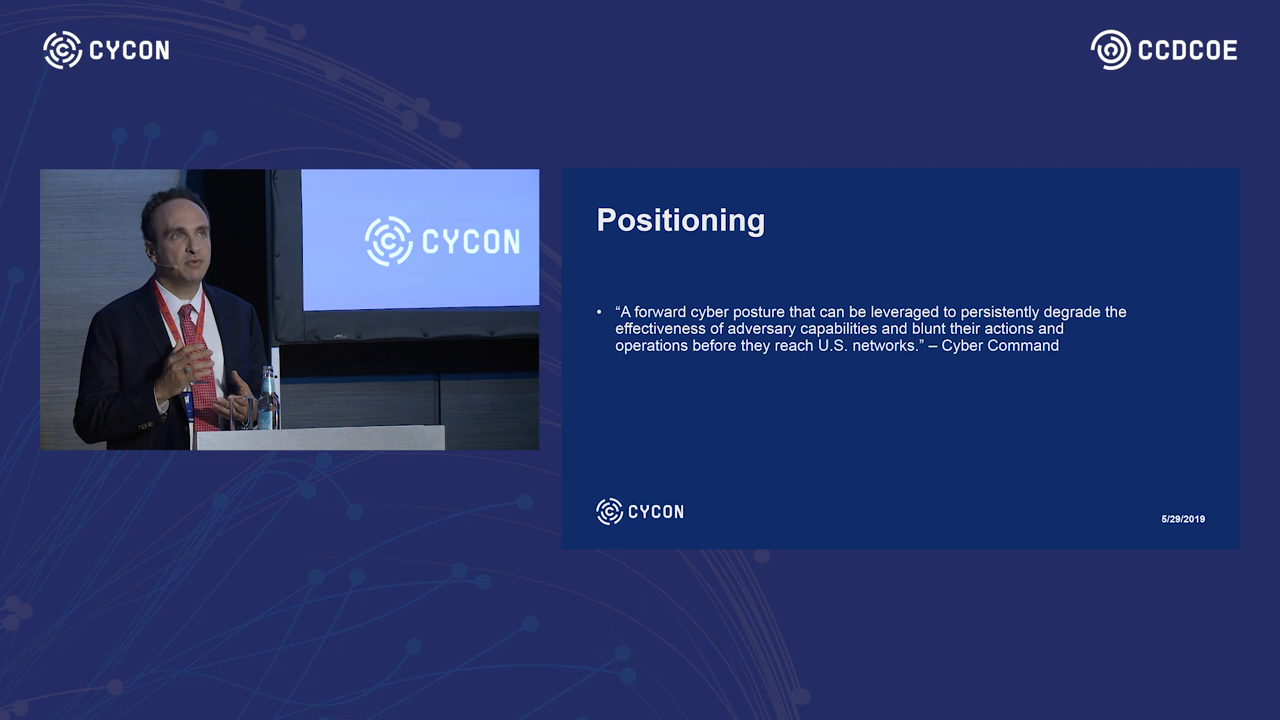 CYCON
CCDCOE
CYCON
Positioning
• “A forward cyber posture that can be leveraged to persistently degrade the
effectiveness of adversary capabilities and blunt their actions and
operations before they reach U.S. networks.” – Cyber Command
CYCON
5/29/2019